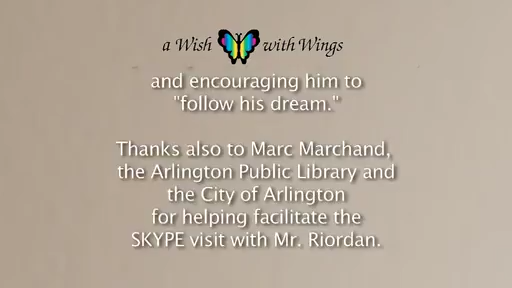 a Wish with Wings
and encouraging him to
"follow his dream."
Thanks also to Marc Marchand,
the Arlington Public Library and
the City of Arlington
for helping facilitate the
SKYPE visit with Mr. Riordan.